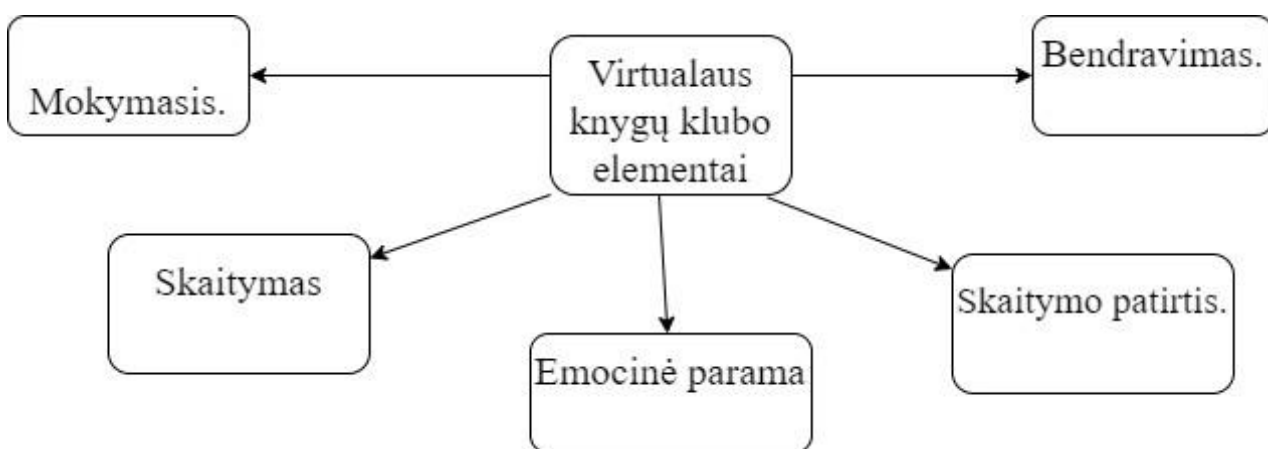 Mokymasis.
Virtualaus
knygų klubo
elementai
Bendravimas.
Skaitymas
Emocinė parama
Skaitymo patirtis.